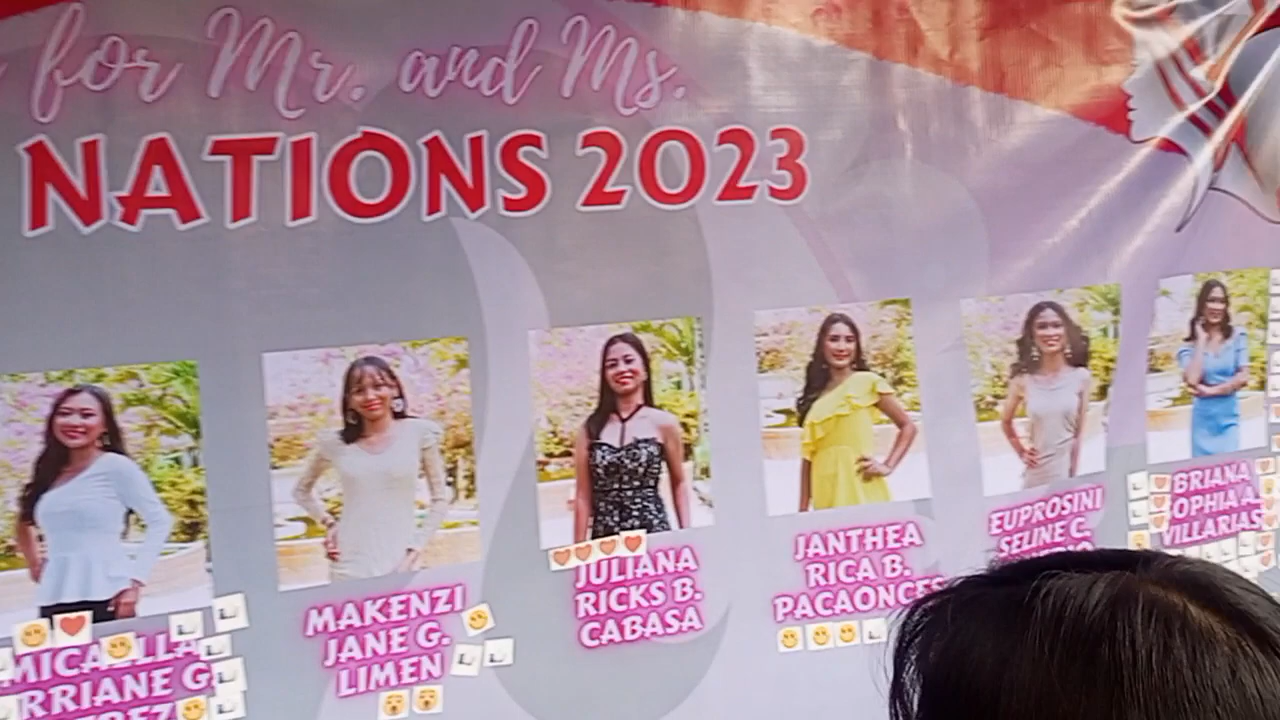 for Mr. and Ms.
NATIONS 2023
RRIANE G.
MAKENZI
JANE G.
LIMEN
JULIANA
RICKS B.
CABASA
JANTHEA
RICA B.
PACAONCES
EUPROSINI
SELINE C.
BRIANA
SOPHIA A.
VILLARIAS